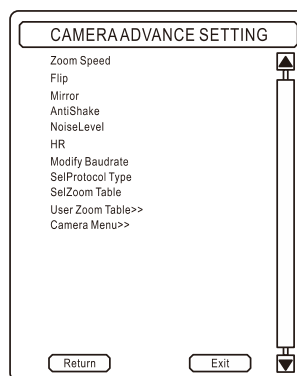 CAMERA ADVANCE SETTING
Zoom Speed
Flip
Mirror
AntiShake
NoiseLevel
HR
Modify Baudrate
SelProtocol Type
SelZoom Table
User Zoom Table>>
Camera Menu>>
Return Exit